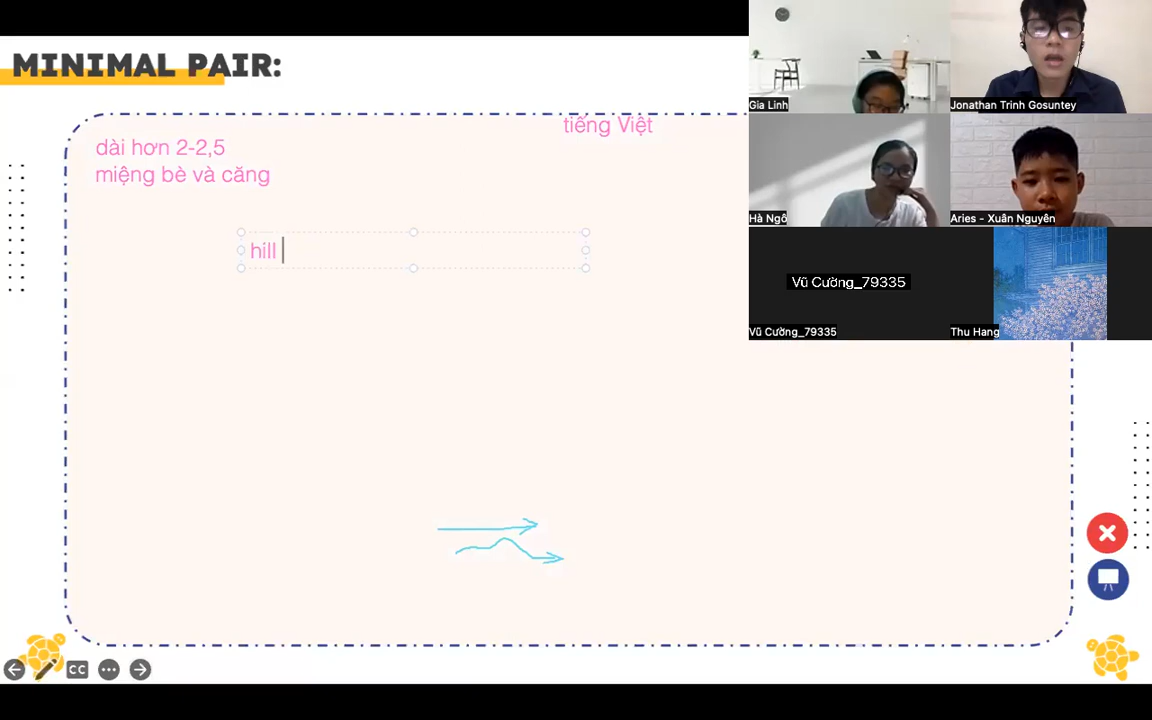 MINIMAL PAIR:
tiếng Việt
dài hơn 2-2,5
miệng bè và căng
hill
Gia Linh
Jonathan Trinh Gosuntey
Hà Ngô
Aries - Xuân Nguyên
Vũ Cường_79335
Vũ Cường_79335
Thu Hang
CC